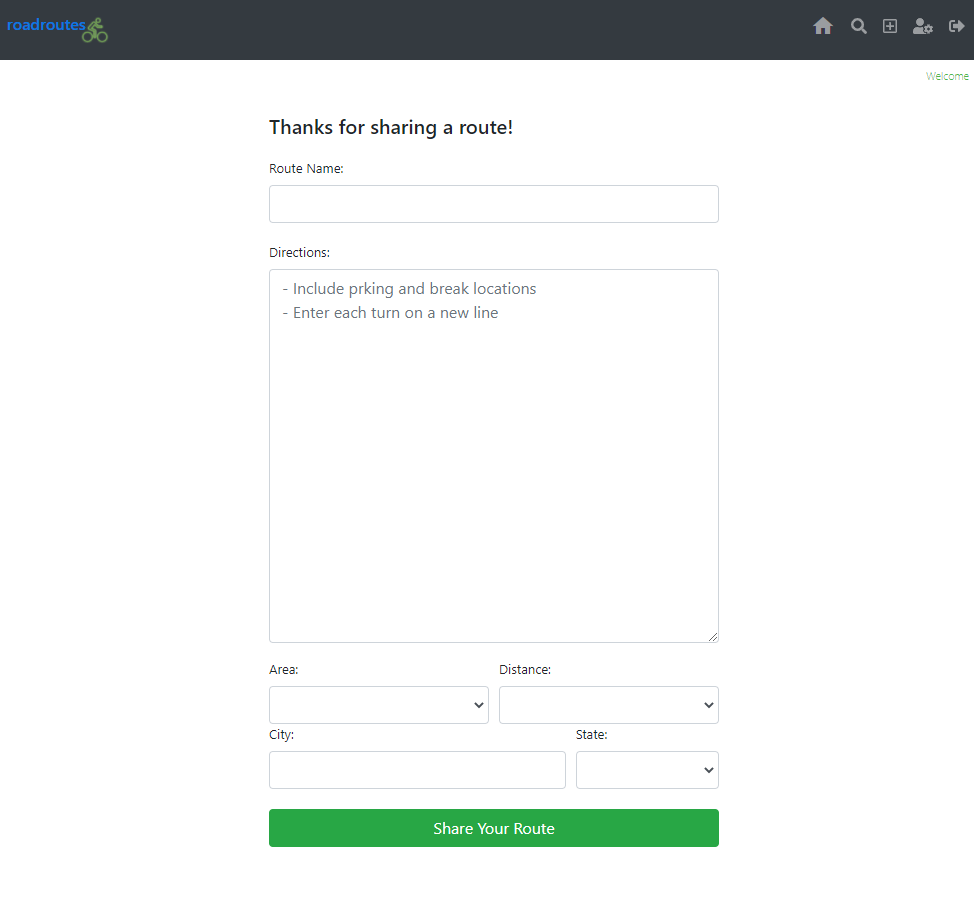 roadroutes
Welcome
Thanks for sharing a route!
Route Name:
Directions:
- Include prking and break locations
- Enter each turn on a new line
Area:
Distance:
City:
State:
Share Your Route